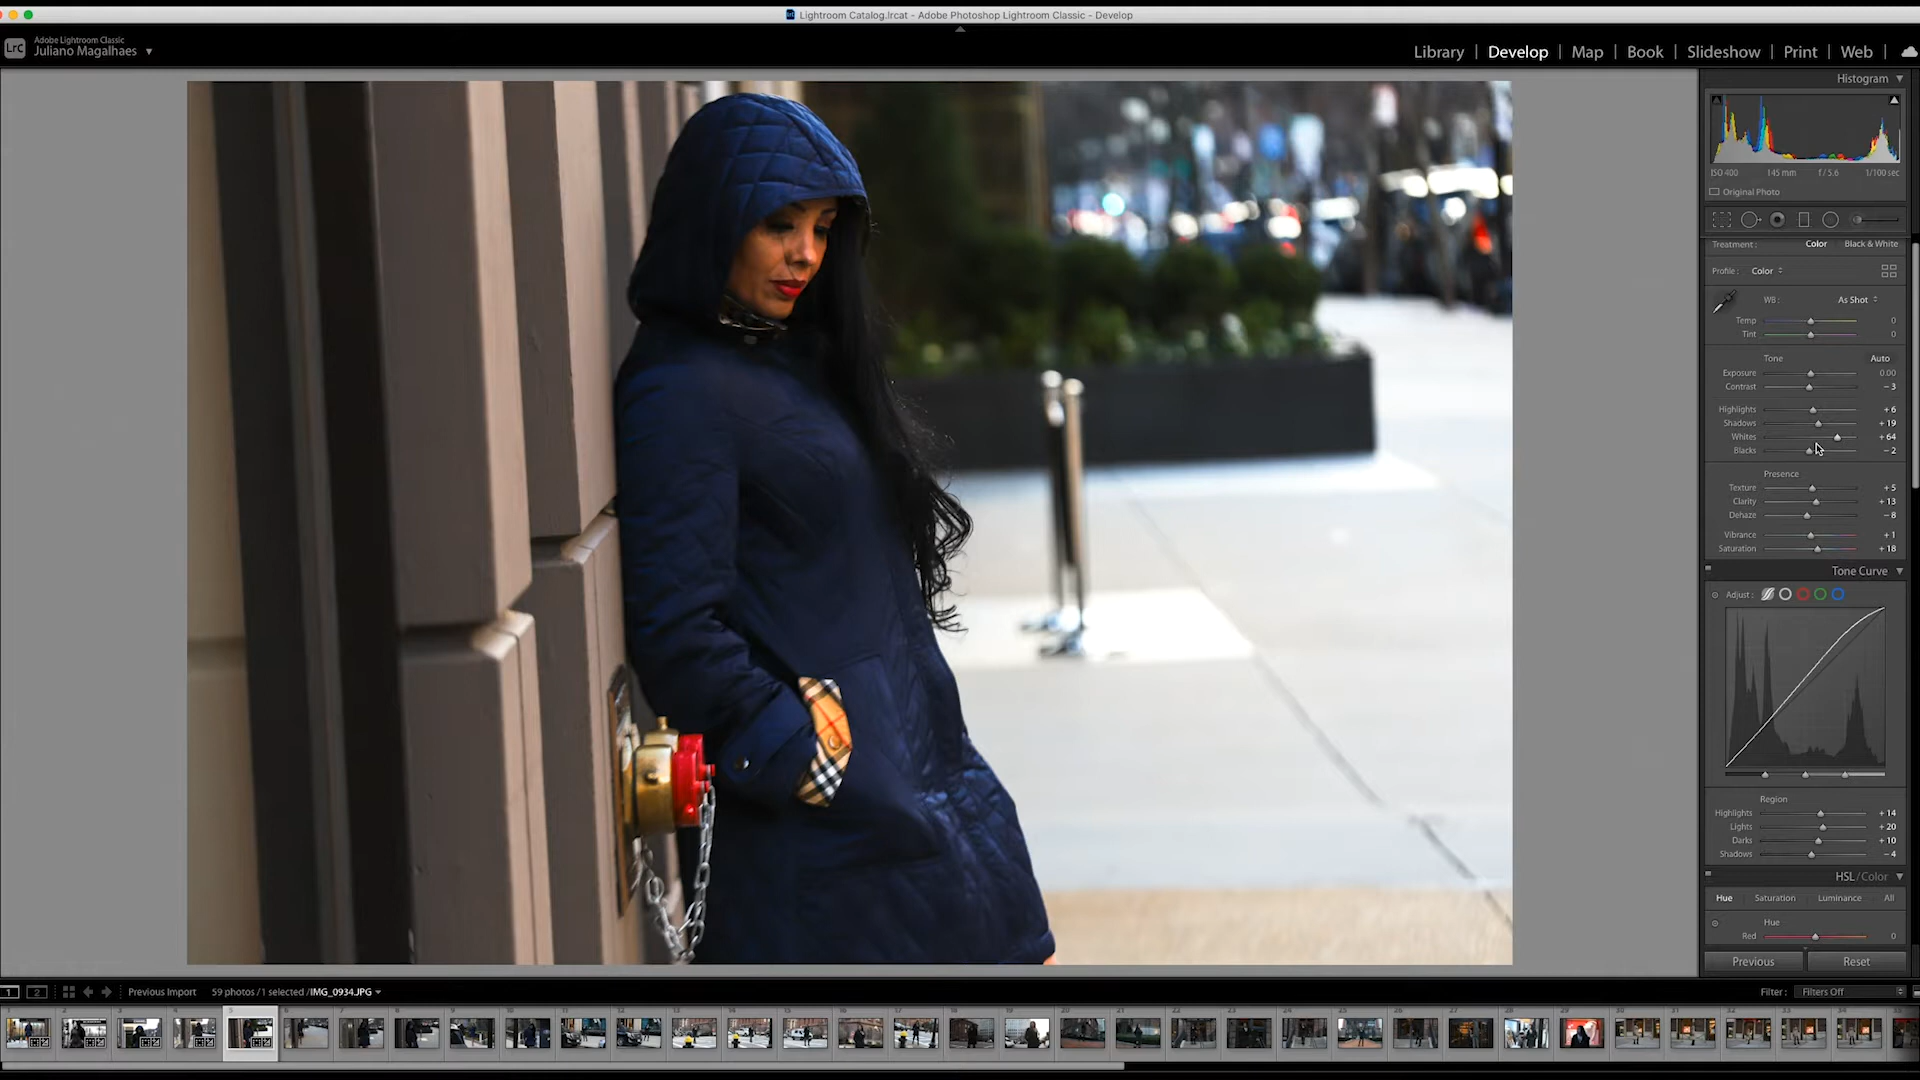 Lightroom Catalog.lrcat - Adobe Photoshop Lightroom Classic - Develop
LrC
Adobe Lightroom Classic
Juliano Magalhaes
Library | Develop | Map | Book | Slideshow | Print | Web
Histogram
ISO 400 145 mm f / 5.6 1/100 sec
Original Photo
Treatment : Color Black & White
Profile : Color
WB : As Shot
Temp 0
Tint 0
Tone Auto
Exposure 0.00
Contrast - 3
Highlights + 6
Shadows + 19
Whites + 64
Blacks - 2
Presence
Texture + 5
Clarity + 13
Dehaze - 8
Vibrance + 1
Saturation + 18
Tone Curve
Adjust :
Region
Highlights + 14
Lights + 20
Darks + 10
Shadows - 4
HSL / Color
Hue Saturation Luminance All
Hue
Red 0
Previous Reset
1 2 Previous Import 59 photos / 1 selected / IMG_0934.JPG
Filter : Filters Off